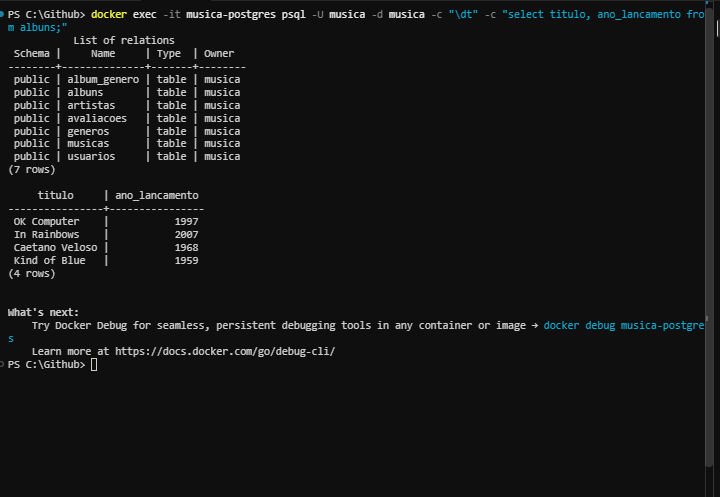 PS C:\Github> docker exec -it musica-postgres psql -U musica -d musica -c "\dt" -c "select titulo, ano_lancamento fro
m albuns;"
          List of relations
 Schema |     Name     | Type  | Owner
--------+--------------+-------+--------
 public | album_genero | table | musica
 public | albuns       | table | musica
 public | artistas     | table | musica
 public | avaliacoes   | table | musica
 public | generos      | table | musica
 public | musicas      | table | musica
 public | usuarios     | table | musica
(7 rows)

     titulo     | ano_lancamento
----------------+----------------
 OK Computer    |           1997
 In Rainbows    |           2007
 Caetano Veloso |           1968
 Kind of Blue   |           1959
(4 rows)

What's next:
    Try Docker Debug for seamless, persistent debugging tools in any container or image → docker debug musica-postgre
s
    Learn more at https://docs.docker.com/go/debug-cli/
PS C:\Github>